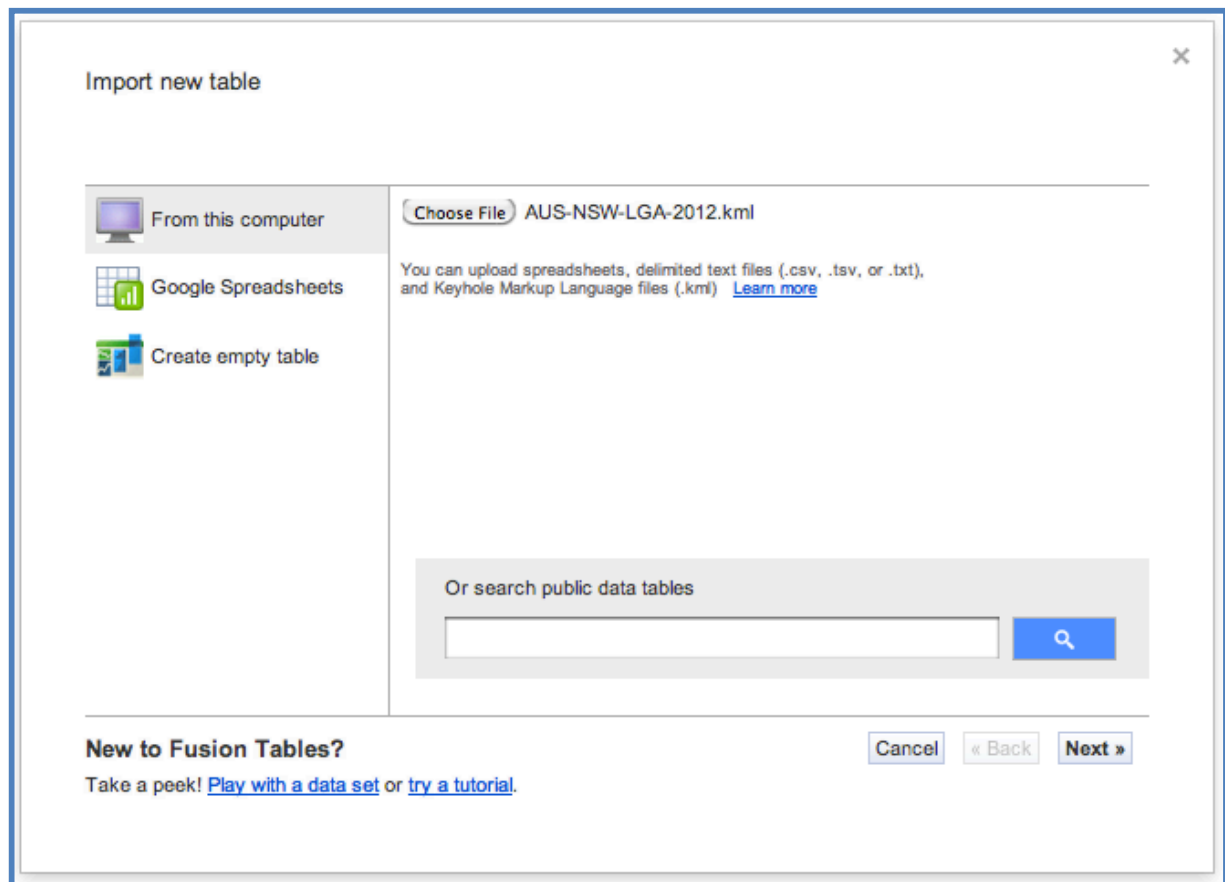 ×
Import new table
From this computer
Google Spreadsheets
Create empty table
Choose File AUS-NSW-LGA-2012.kml
You can upload spreadsheets, delimited text files (.csv, .tsv, or .txt),
and Keyhole Markup Language files (.kml) Learn more
Or search public data tables
New to Fusion Tables?
Take a peek! Play with a data set or try a tutorial.
Cancel « Back Next »